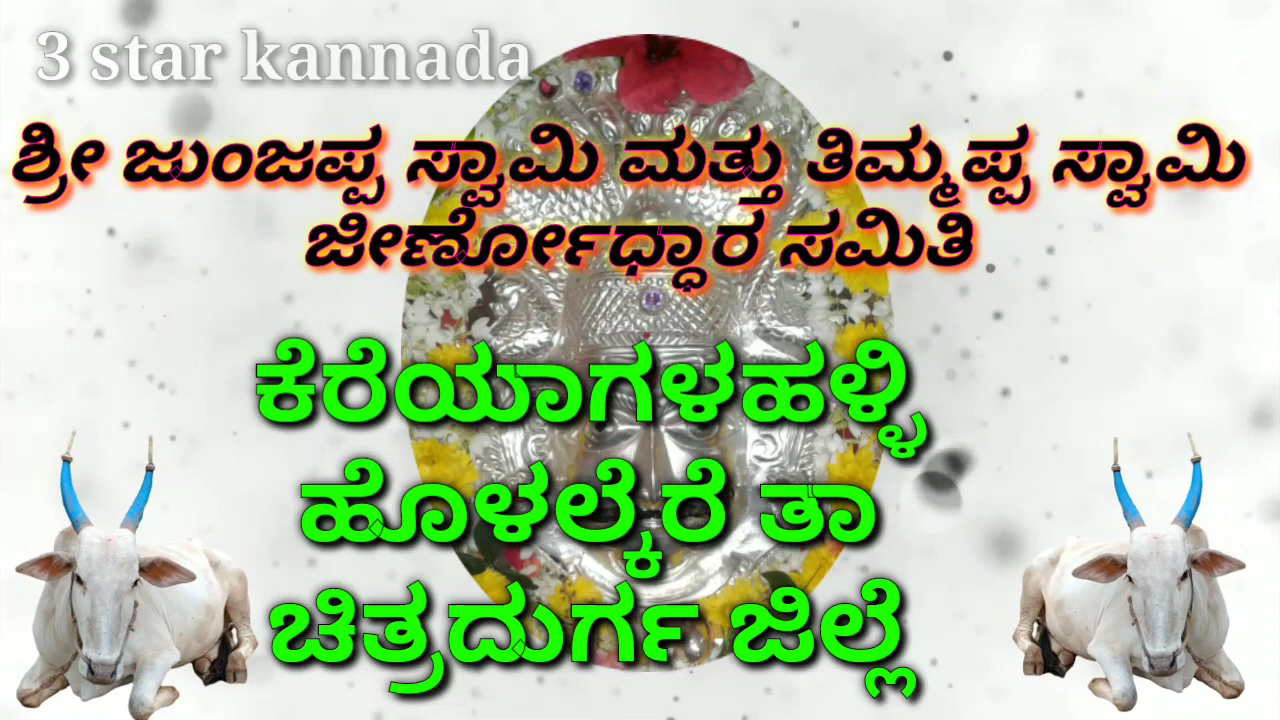 3 star kannada
ಶ್ರೀ ಜುಂಜಪ್ಪ ಸ್ವಾಮಿ ಮತ್ತು ತಿಮ್ಮಪ್ಪ ಸ್ವಾಮಿ
ಜೀರ್ಣೋಧ್ಧಾರ ಸಮಿತಿ
ಕೆರೆಯಾಗಳಹಳ್ಳಿ
ಹೊಳಲ್ಕೆರೆ ತಾ
ಚಿತ್ರದುರ್ಗ ಜಿಲ್ಲೆ